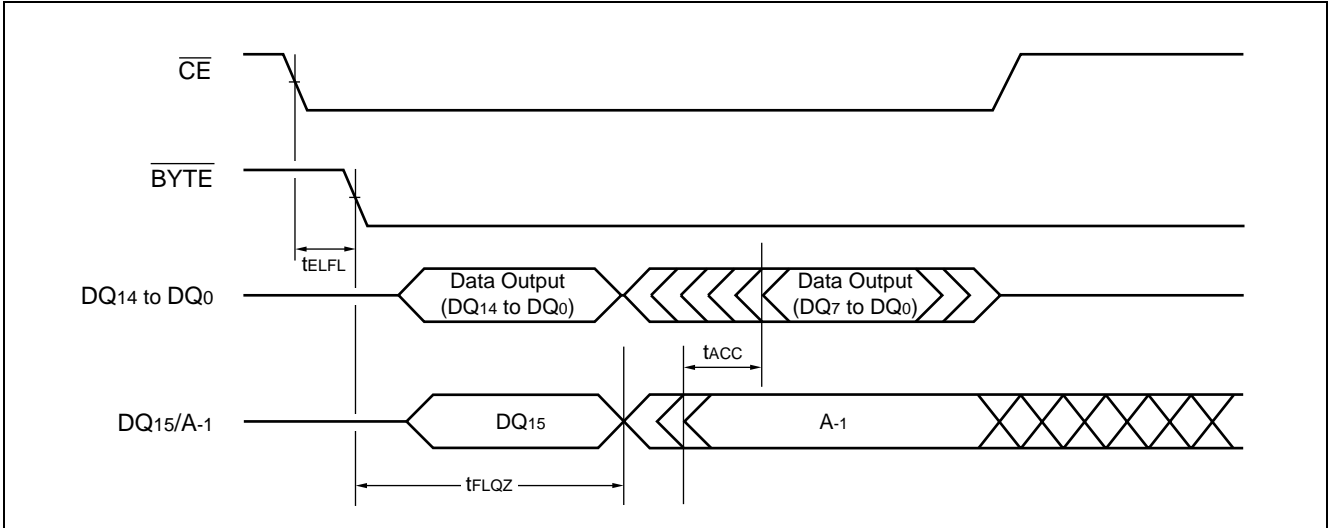 CE
BYTE
tELFL
DQ14 to DQ0
Data Output
(DQ14 to DQ0)
Data Output
(DQ7 to DQ0)
tACC
DQ15/A-1
DQ15
A-1
tFLQZ